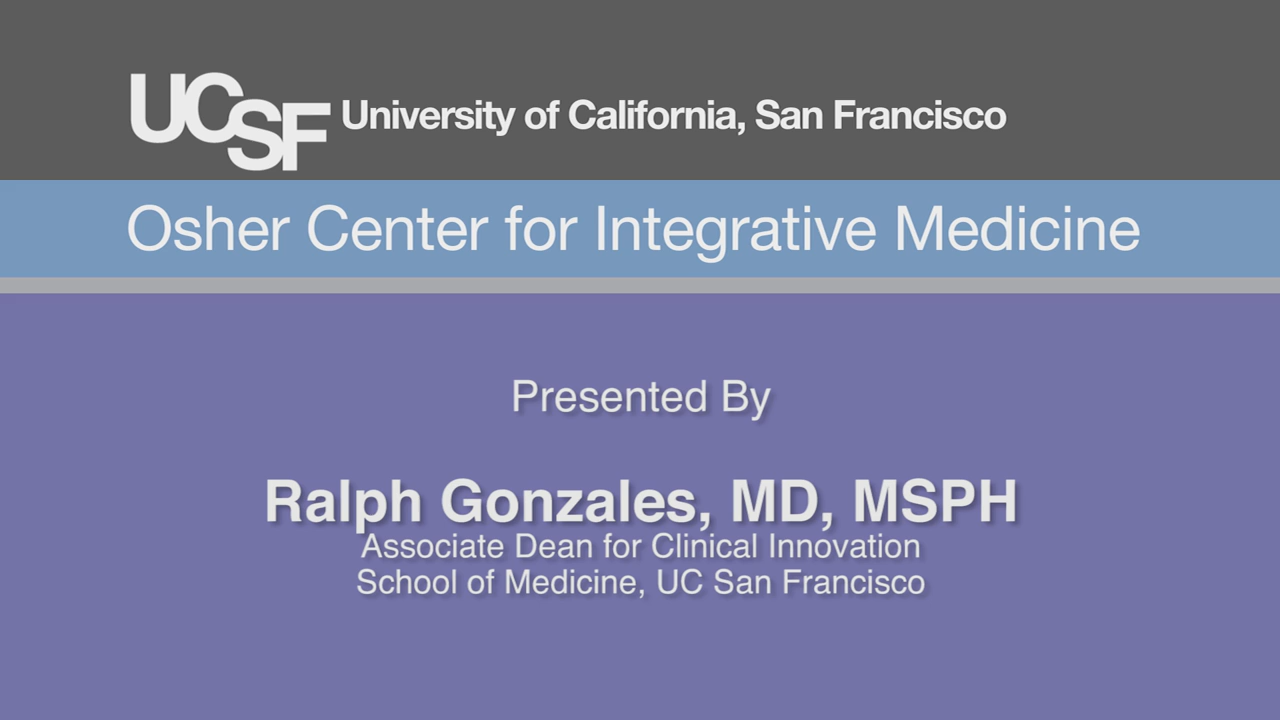 UCSF University of California, San Francisco
Osher Center for Integrative Medicine
Presented By
Ralph Gonzales, MD, MSPH
Associate Dean for Clinical Innovation
School of Medicine, UC San Francisco